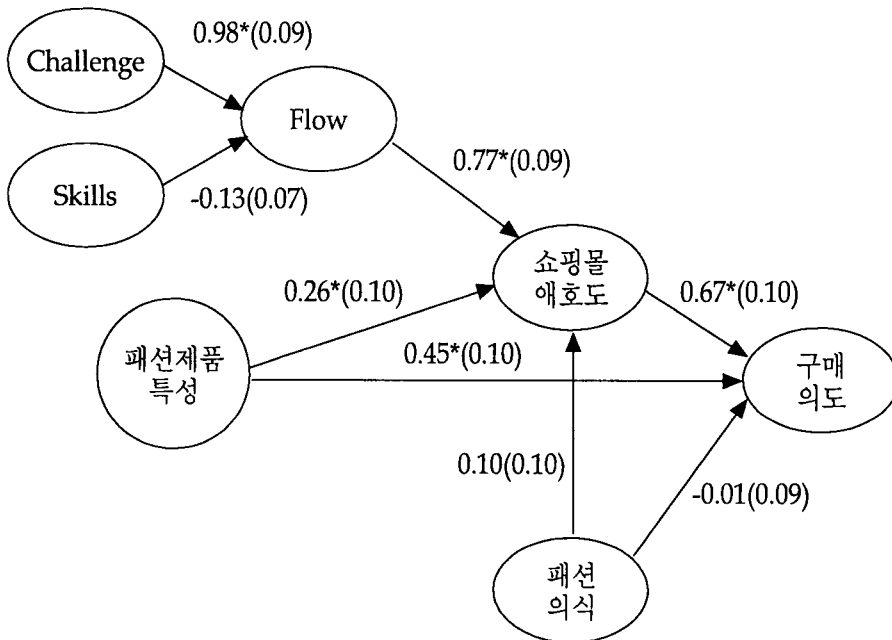 0.98*(0.09)
Challenge
Flow
Skills
-0.13(0.07)
0.77*(0.09)
쇼핑몰
애호도
0.26*(0.10)
0.67*(0.10)
패션제품
특성
0.45*(0.10)
구매
의도
0.10(0.10)
-0.01(0.09)
패션
의식